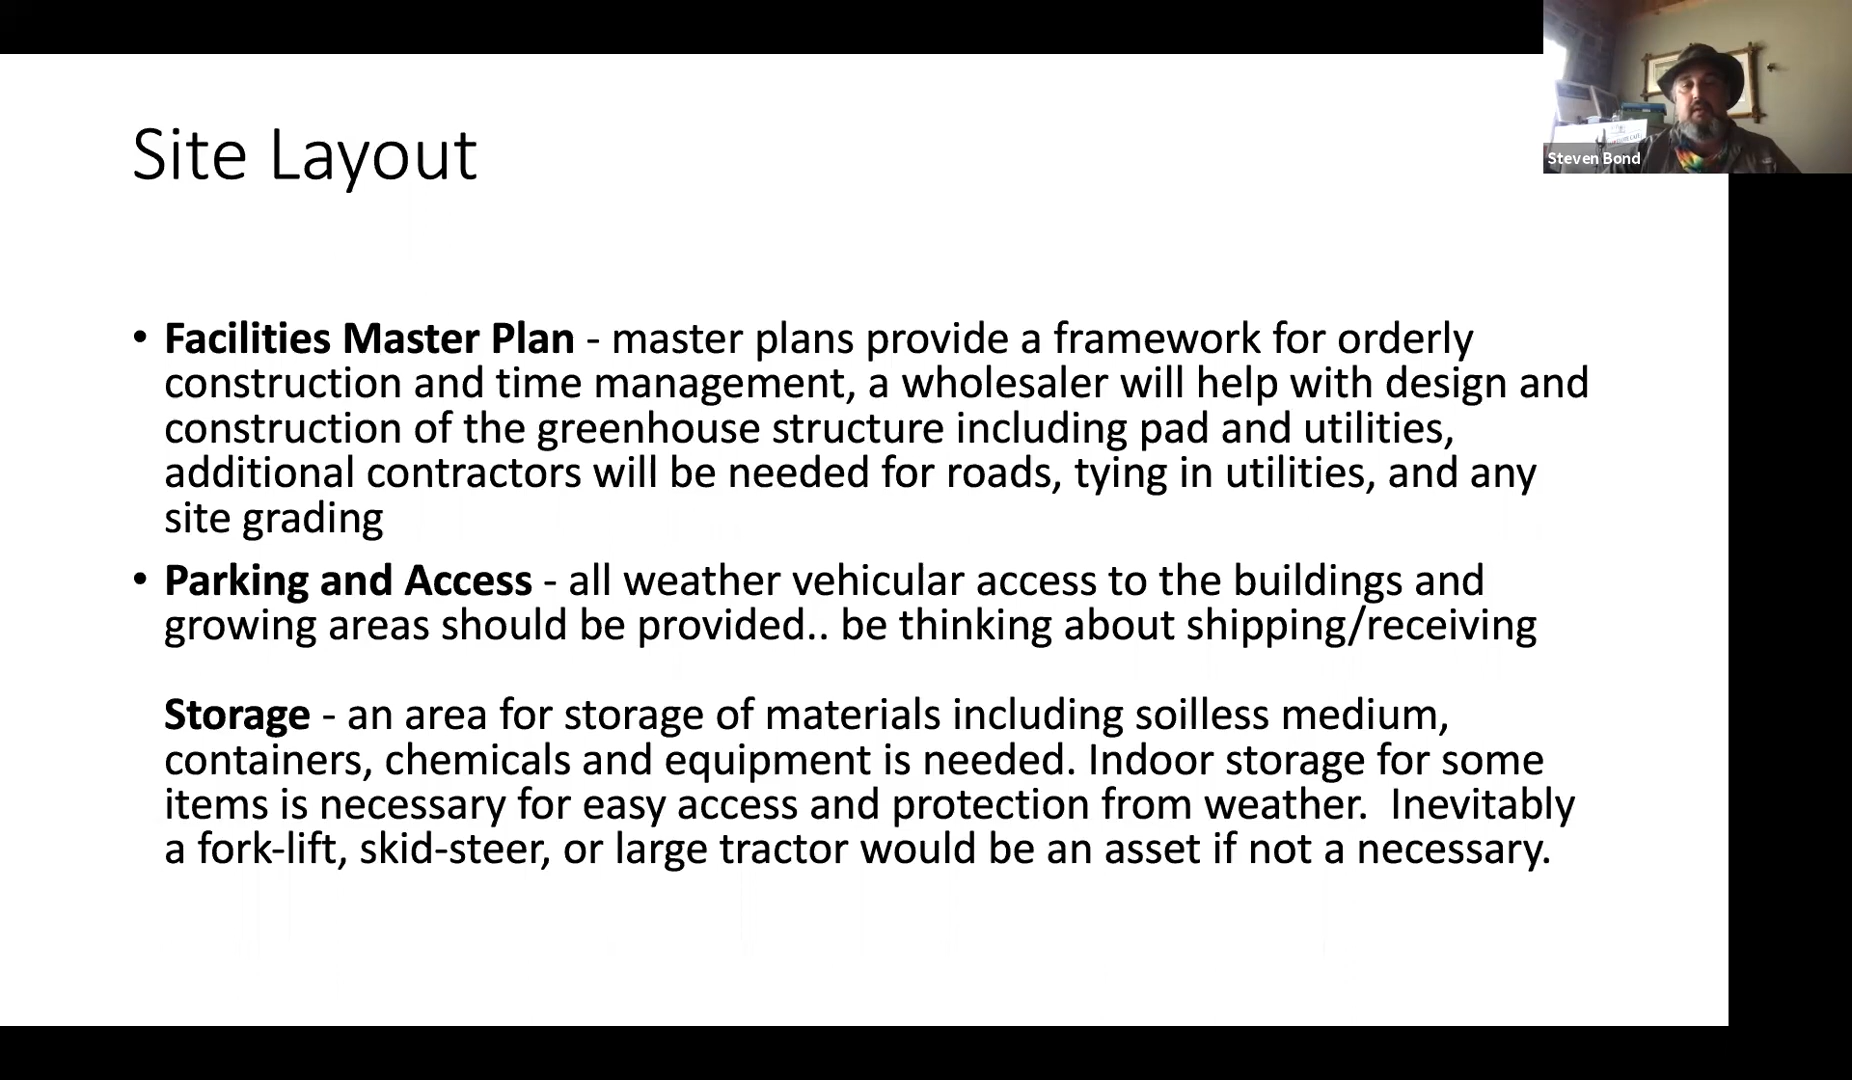 Site Layout
Steven Bond
• Facilities Master Plan - master plans provide a framework for orderly
construction and time management, a wholesaler will help with design and
construction of the greenhouse structure including pad and utilities,
additional contractors will be needed for roads, tying in utilities, and any
site grading
• Parking and Access - all weather vehicular access to the buildings and
growing areas should be provided.. be thinking about shipping/receiving
Storage - an area for storage of materials including soilless medium,
containers, chemicals and equipment is needed. Indoor storage for some
items is necessary for easy access and protection from weather.  Inevitably
a fork-lift, skid-steer, or large tractor would be an asset if not a necessary.